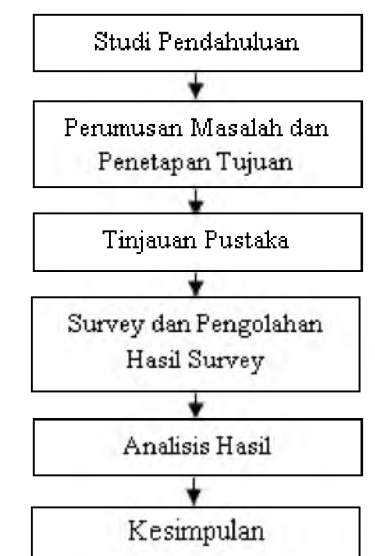 Studi Pendahuluan
Perumusan Masalah dan
Penetapan Tujuan
Tinjauan Pustaka
Survey dan Pengolahan
Hasil Survey
Analisis Hasil
Kesimpulan